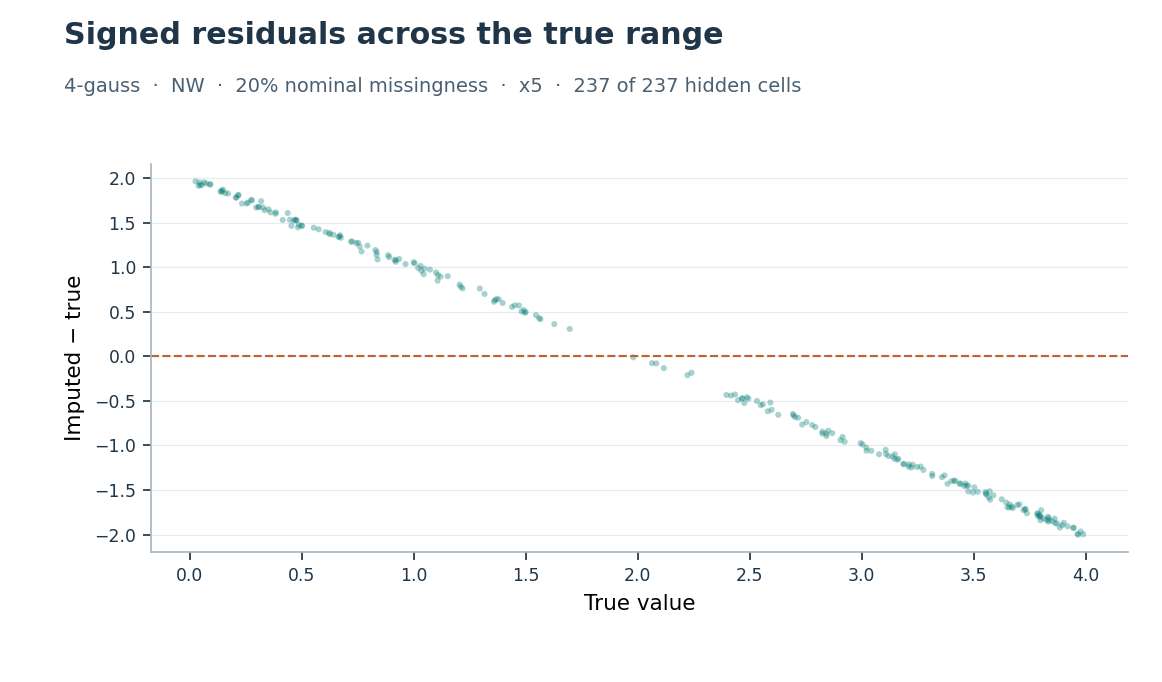 Signed residuals across the true range
4-gauss · NW · 20% nominal missingness · x5 · 237 of 237 hidden cells
Imputed − true
2.0
1.5
1.0
0.5
0.0
−0.5
−1.0
−1.5
−2.0
0.0 0.5 1.0 1.5 2.0 2.5 3.0 3.5 4.0
True value